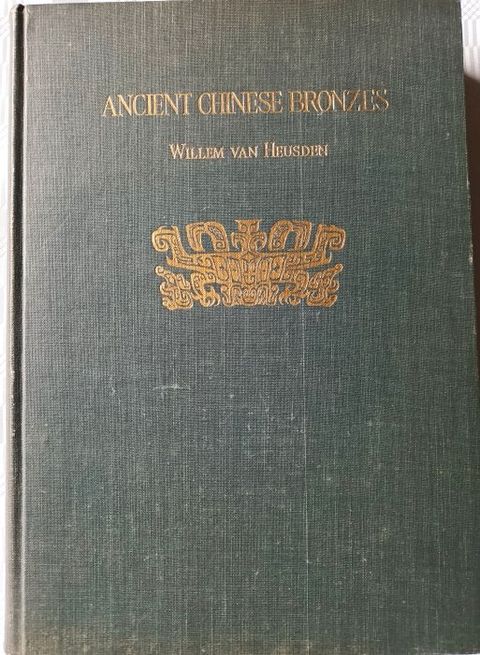 ANCIENT CHINESE BRONZES
WILLEM VAN HEUSDEN